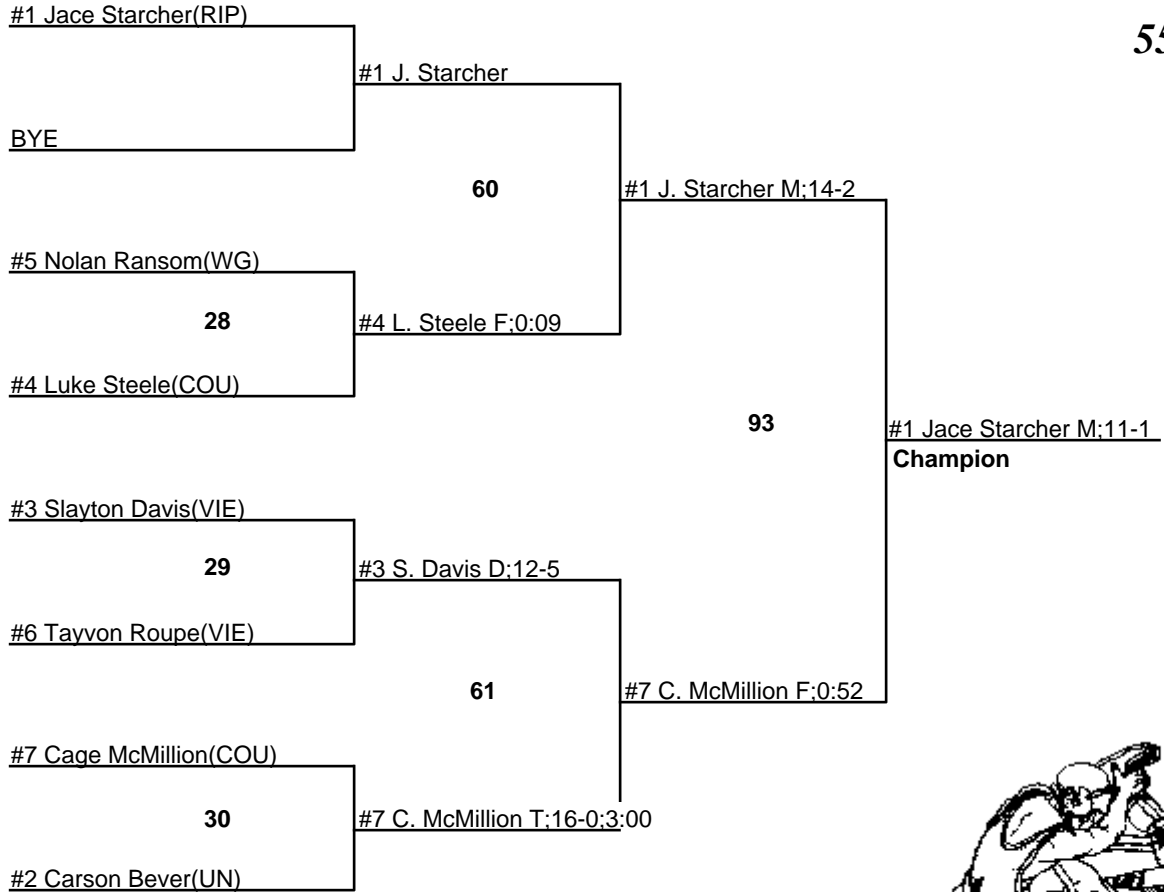 #1 Jace Starcher(RIP)
55
#1 J. Starcher
BYE
60
#1 J. Starcher M;14-2
#5 Nolan Ransom(WG)
28
#4 L. Steele F;0:09
#4 Luke Steele(COU)
93
#1 Jace Starcher M;11-1
Champion
#3 Slayton Davis(VIE)
29
#3 S. Davis D;12-5
#6 Tayvon Roupe(VIE)
61
#7 C. McMillion F;0:52
#7 Cage McMillion(COU)
30
#7 C. McMillion T;16-0;3:00
#2 Carson Bever(UN)